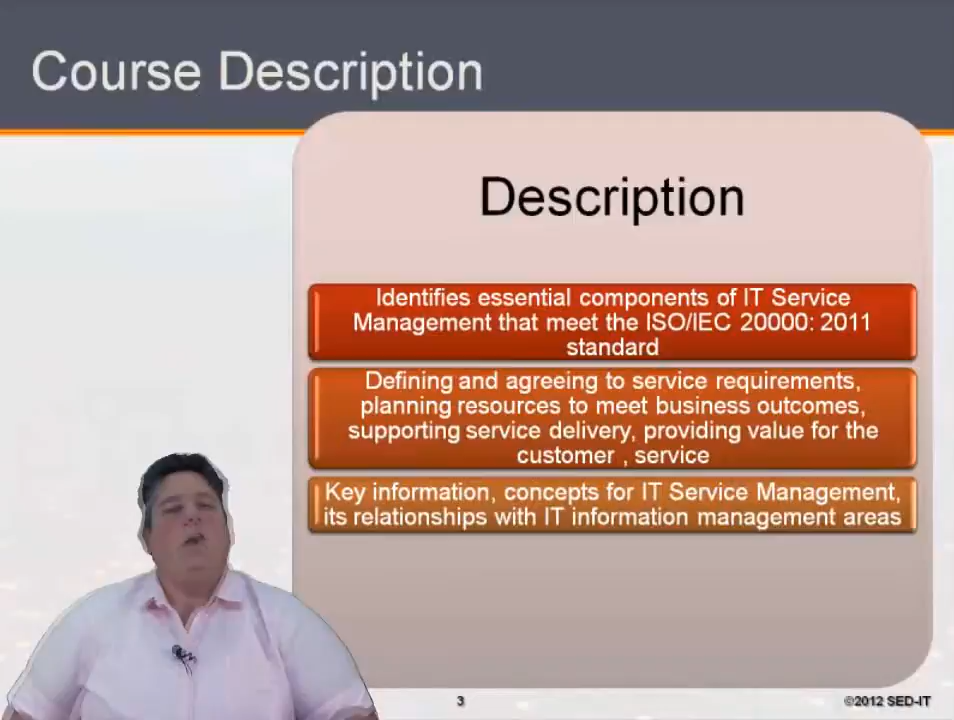 Course Description
Description
Identifies essential components of IT Service
Management that meet the ISO/IEC 20000: 2011
standard
Defining and agreeing to service requirements,
planning resources to meet business outcomes,
supporting service delivery, providing value for the
customer , service
Key information, concepts for IT Service Management,
its relationships with IT information management areas
3
©2012 SED-IT